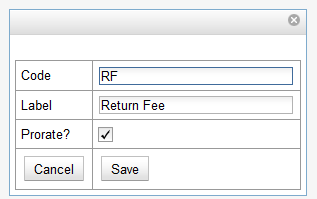 Code RF
Label Return Fee
Prorate?
Cancel Save